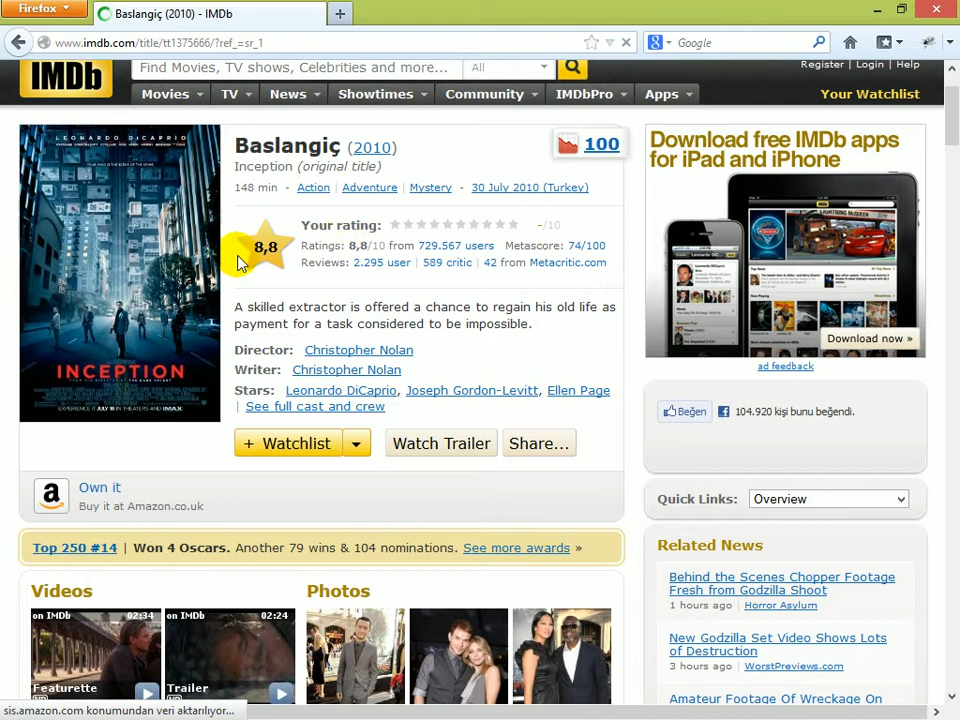 Firefox
Baslangiç (2010) - IMDb
www.imdb.com/title/tt1375666/?ref_=sr_1
Google
IMDb
Find Movies, TV shows, Celebrities and more...
All
Register | Login | Help
Movies
TV
News
Showtimes
Community
IMDbPro
Apps
Your Watchlist
LEONARDO DICAPRIO
INCEPTION
EXPERIENCE IT JULY 16 IN THEATERS AND IMAX
Baslangiç (2010)
100
Inception (original title)
148 min - Action | Adventure | Mystery - 30 July 2010 (Turkey)
8,8
Your rating: -/10
Ratings: 8,8/10 from 729.567 users Metascore: 74/100
Reviews: 2.295 user | 589 critic | 42 from Metacritic.com
A skilled extractor is offered a chance to regain his old life as
payment for a task considered to be impossible.
Director: Christopher Nolan
Writer: Christopher Nolan
Stars: Leonardo DiCaprio, Joseph Gordon-Levitt, Ellen Page
| See full cast and crew
+ Watchlist
Watch Trailer
Share...
a
Own it
Buy it at Amazon.co.uk
Top 250 #14 | Won 4 Oscars. Another 79 wins & 104 nominations. See more awards »
Videos
on IMDb 02:34
Featurette
HD
on IMDb 02:24
Trailer
HD
Photos
Download free IMDb apps
for iPad and iPhone
Download now »
ad feedback
Beğen
104.920 kişi bunu beğendi.
Quick Links:
Overview
Related News
Behind the Scenes Chopper Footage
Fresh from Godzilla Shoot
1 hours ago | Horror Asylum
New Godzilla Set Video Shows Lots
of Destruction
3 hours ago | WorstPreviews.com
Amateur Footage Of Wreckage On
sis.amazon.com konumundan veri aktarılıyor...